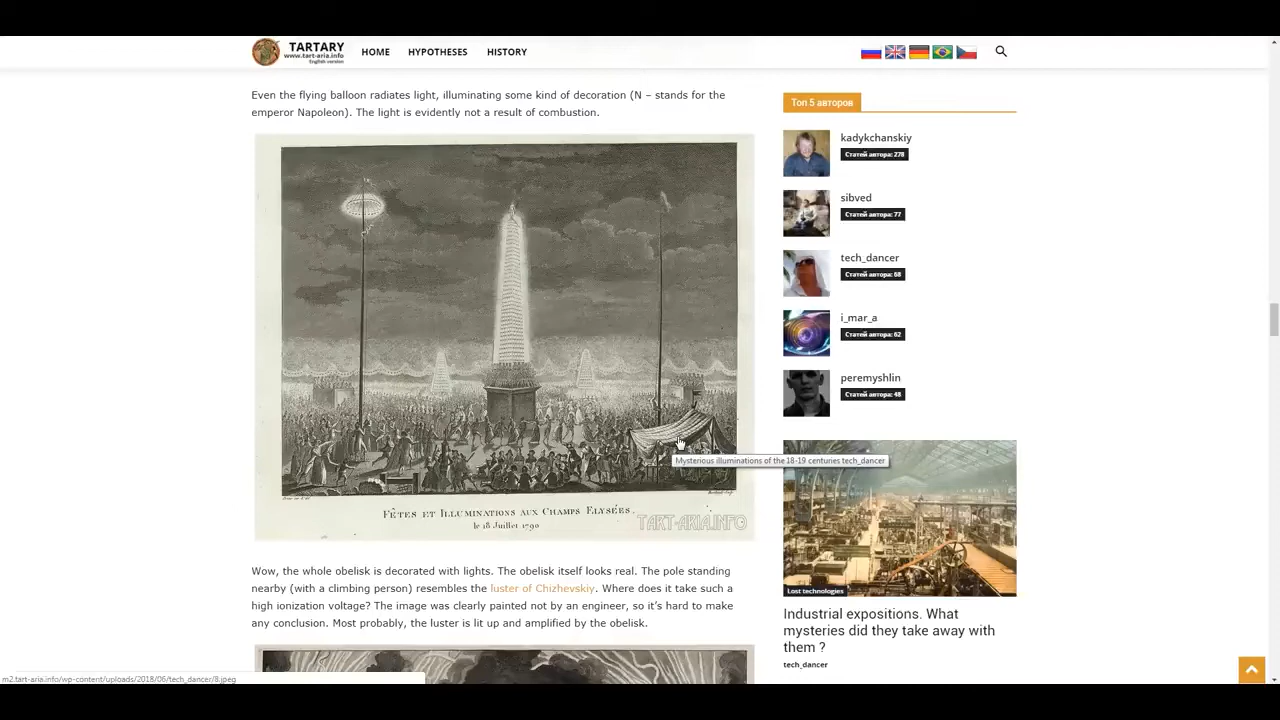 TARTARY
www.tart-aria.info
English version
HOME
HYPOTHESES
HISTORY
Even the flying balloon radiates light, illuminating some kind of decoration (N – stands for the
emperor Napoleon). The light is evidently not a result of combustion.
FÊTES ET ILLUMINATIONS AUX CHAMPS ELYSÉES.
le 18 Juillet 1790
TART-ARIA.INFO
Mysterious illuminations of the 18-19 centuries tech_dancer
Wow, the whole obelisk is decorated with lights. The obelisk itself looks real. The pole standing
nearby (with a climbing person) resembles the luster of Chizhevskiy. Where does it take such a
high ionization voltage? The image was clearly painted not by an engineer, so it's hard to make
any conclusion. Most probably, the luster is lit up and amplified by the obelisk.
Топ 5 авторов
kadykchanskiy
Статей автора: 278
sibved
Статей автора: 77
tech_dancer
Статей автора: 68
i_mar_a
Статей автора: 62
peremyshlin
Статей автора: 48
Lost technologies
Industrial expositions. What
mysteries did they take away with
them ?
tech_dancer
m2.tart-aria.info/wp-content/uploads/2018/06/tech_dancer/8.jpeg